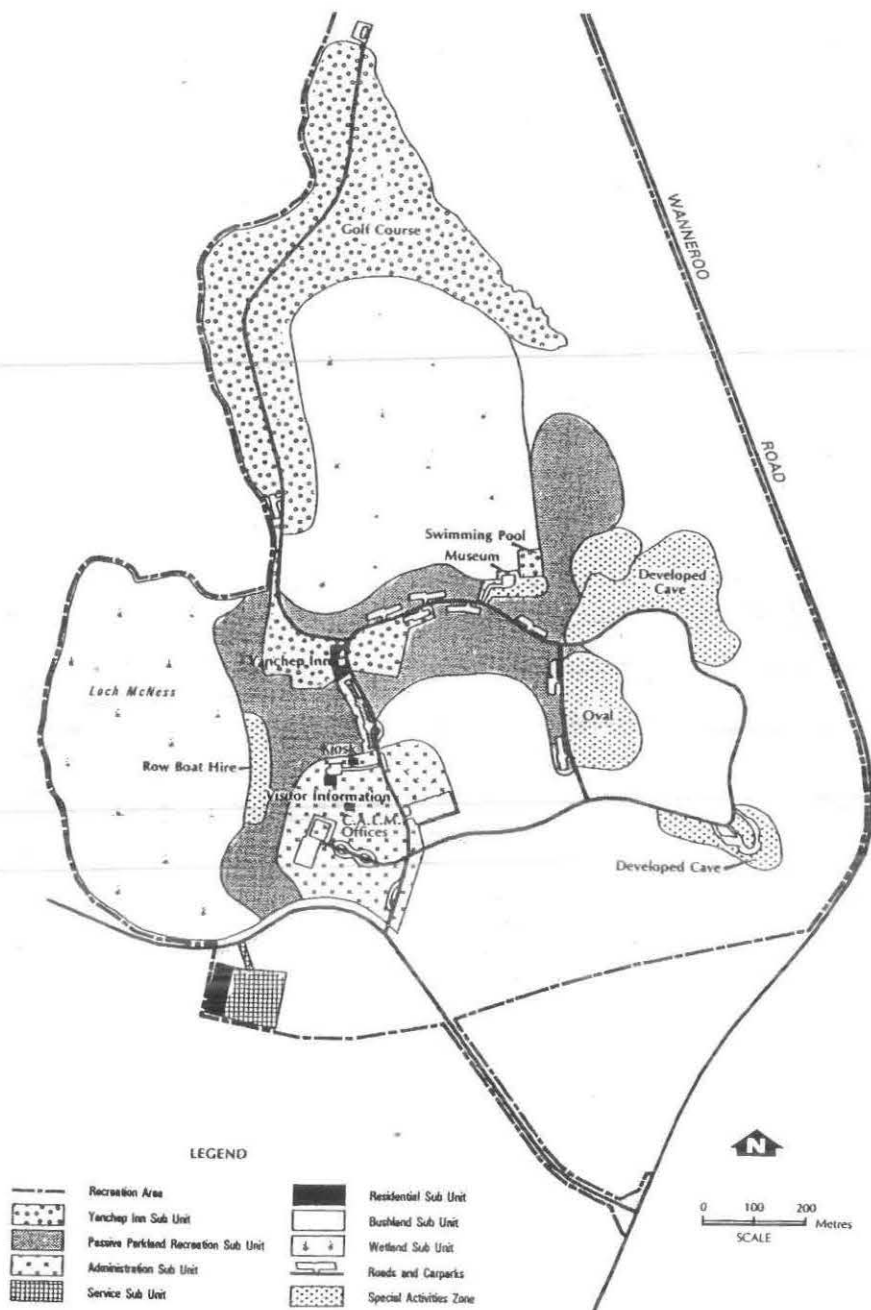 Golf Course
WANNEROO
ROAD
Swimming Pool
Museum
Developed
Cave
Yanchep Inn
Loch McNess
Oval
Kiosk
Row Boat Hire
Visitor Information
C.A.L.M.
Offices
Developed Cave
N
LEGEND
Recreation Area
Yanchep Inn Sub Unit
Passive Parkland Recreation Sub Unit
Administration Sub Unit
Service Sub Unit
Residential Sub Unit
Bushland Sub Unit
Wetland Sub Unit
Roads and Carparks
Special Activities Zone
0 100 200 Metres
SCALE